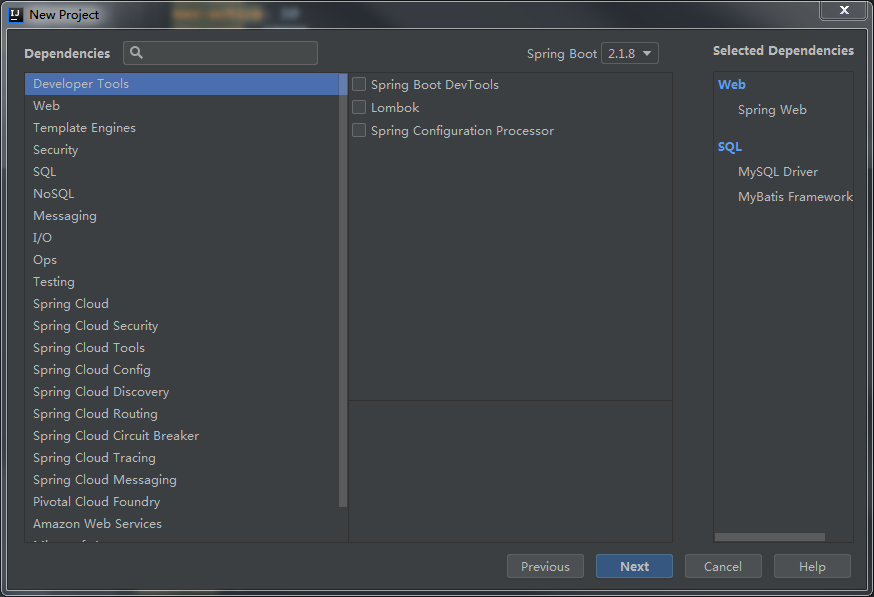 New Project
Dependencies
Spring Boot 2.1.8
Selected Dependencies
Developer Tools
Web
Template Engines
Security
SQL
NoSQL
Messaging
I/O
Ops
Testing
Spring Cloud
Spring Cloud Security
Spring Cloud Tools
Spring Cloud Config
Spring Cloud Discovery
Spring Cloud Routing
Spring Cloud Circuit Breaker
Spring Cloud Tracing
Spring Cloud Messaging
Pivotal Cloud Foundry
Amazon Web Services
Spring Boot DevTools
Lombok
Spring Configuration Processor
Web
Spring Web
SQL
MySQL Driver
MyBatis Framework
Previous
Next
Cancel
Help